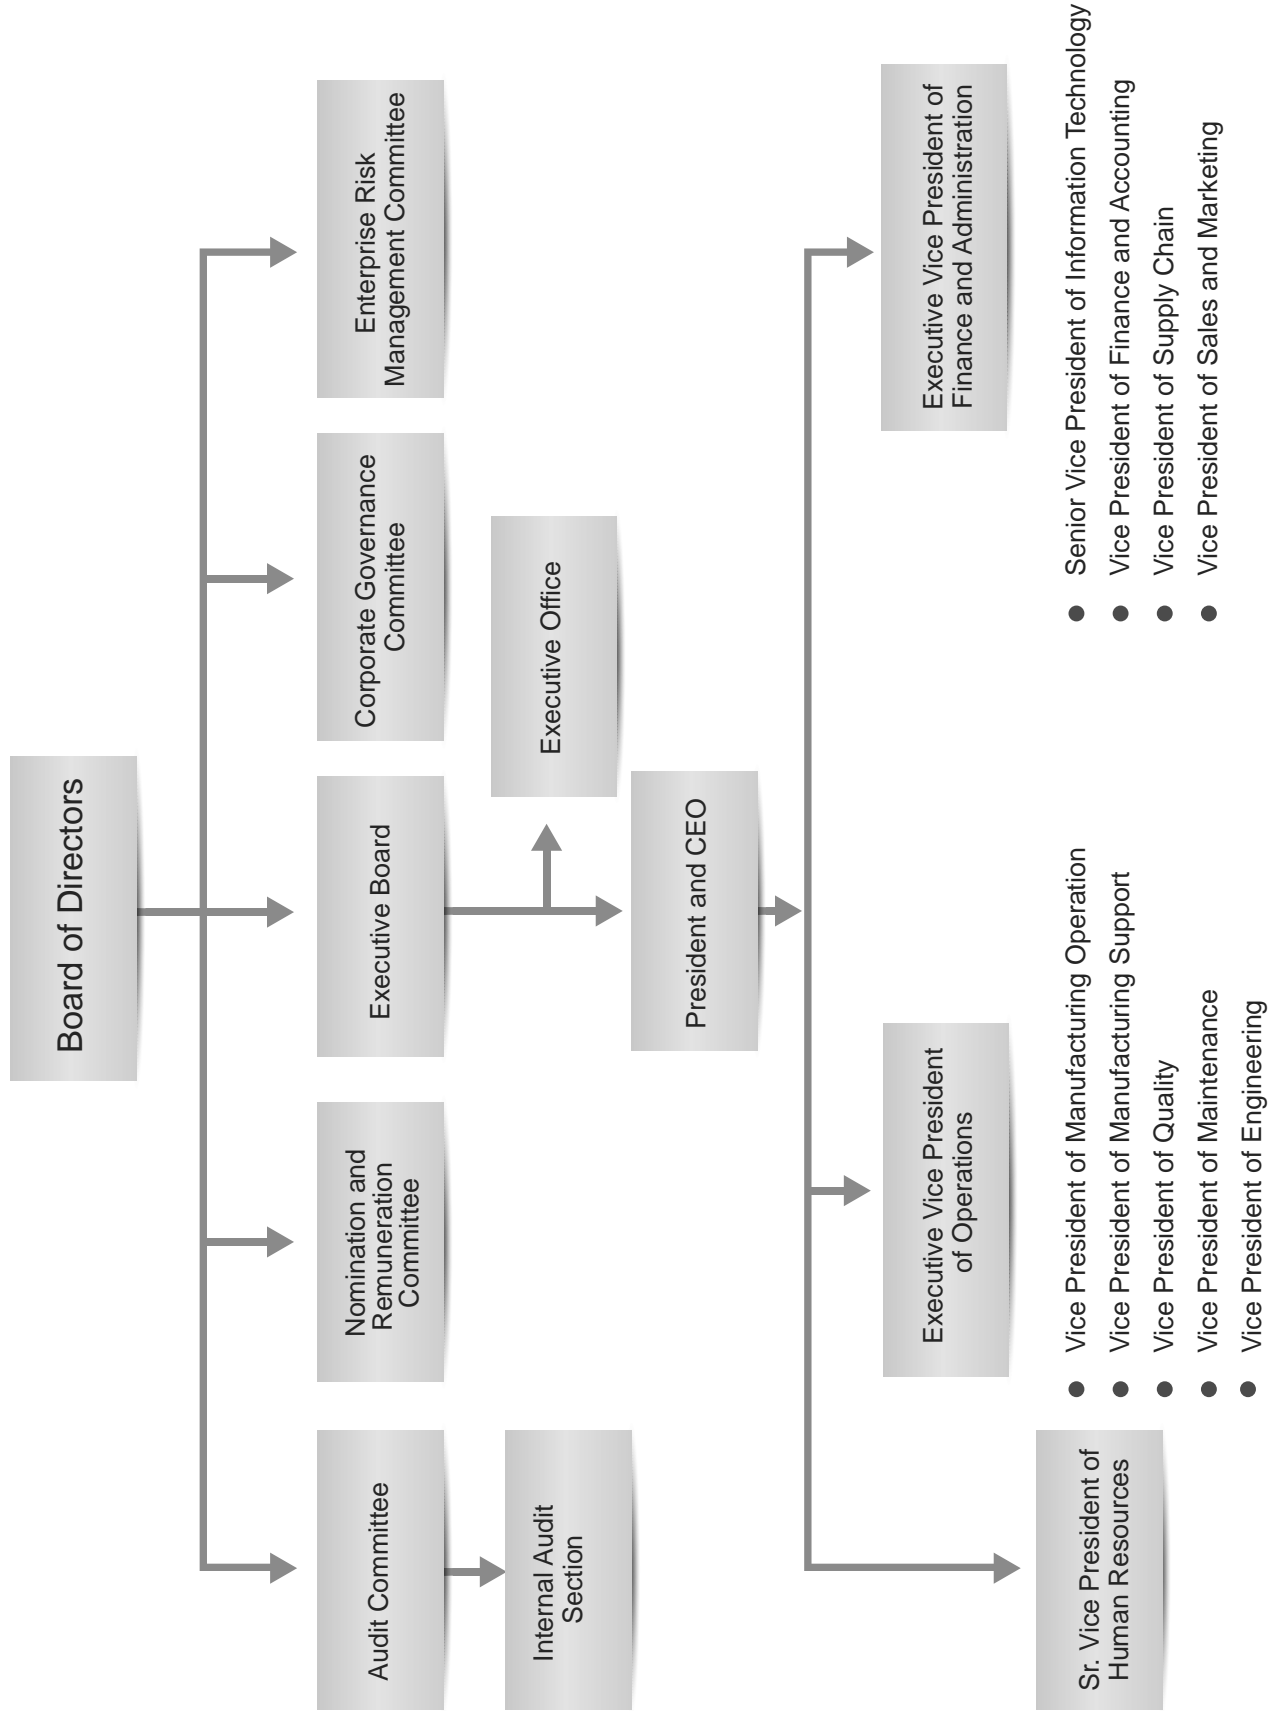 Board of Directors
Audit Committee
Nomination and
Remuneration
Committee
Executive Board
Corporate Governance
Committee
Enterprise Risk
Management Committee
Internal Audit
Section
Executive Office
President and CEO
Sr. Vice President of
Human Resources
Executive Vice President
of Operations
● Vice President of Manufacturing Operation
● Vice President of Manufacturing Support
● Vice President of Quality
● Vice President of Maintenance
● Vice President of Engineering
Executive Vice President of
Finance and Administration
● Senior Vice President of Information Technology
● Vice President of Finance and Accounting
● Vice President of Supply Chain
● Vice President of Sales and Marketing